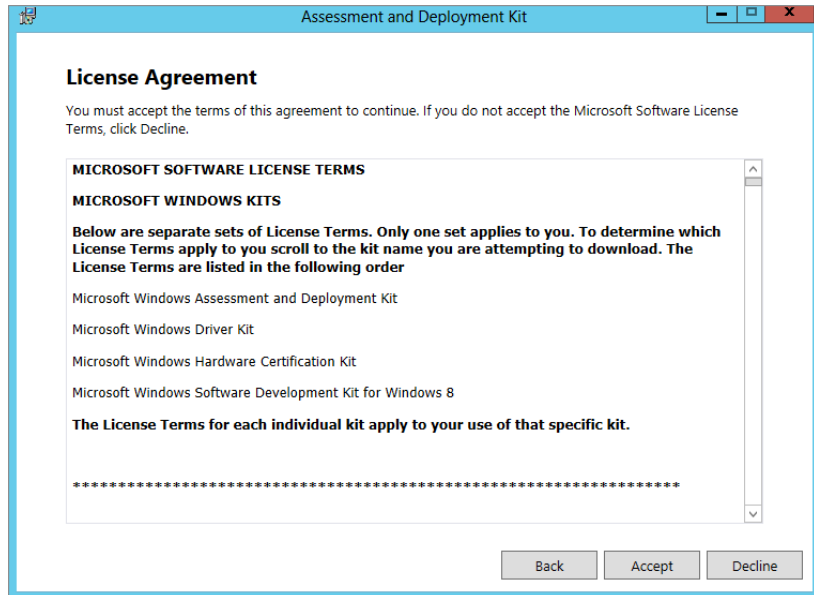 Assessment and Deployment Kit
License Agreement
You must accept the terms of this agreement to continue. If you do not accept the Microsoft Software License
Terms, click Decline.
MICROSOFT SOFTWARE LICENSE TERMS
MICROSOFT WINDOWS KITS
Below are separate sets of License Terms. Only one set applies to you. To determine which
License Terms apply to you scroll to the kit name you are attempting to download. The
License Terms are listed in the following order
Microsoft Windows Assessment and Deployment Kit
Microsoft Windows Driver Kit
Microsoft Windows Hardware Certification Kit
Microsoft Windows Software Development Kit for Windows 8
The License Terms for each individual kit apply to your use of that specific kit.
*******************************************************************
Back Accept Decline